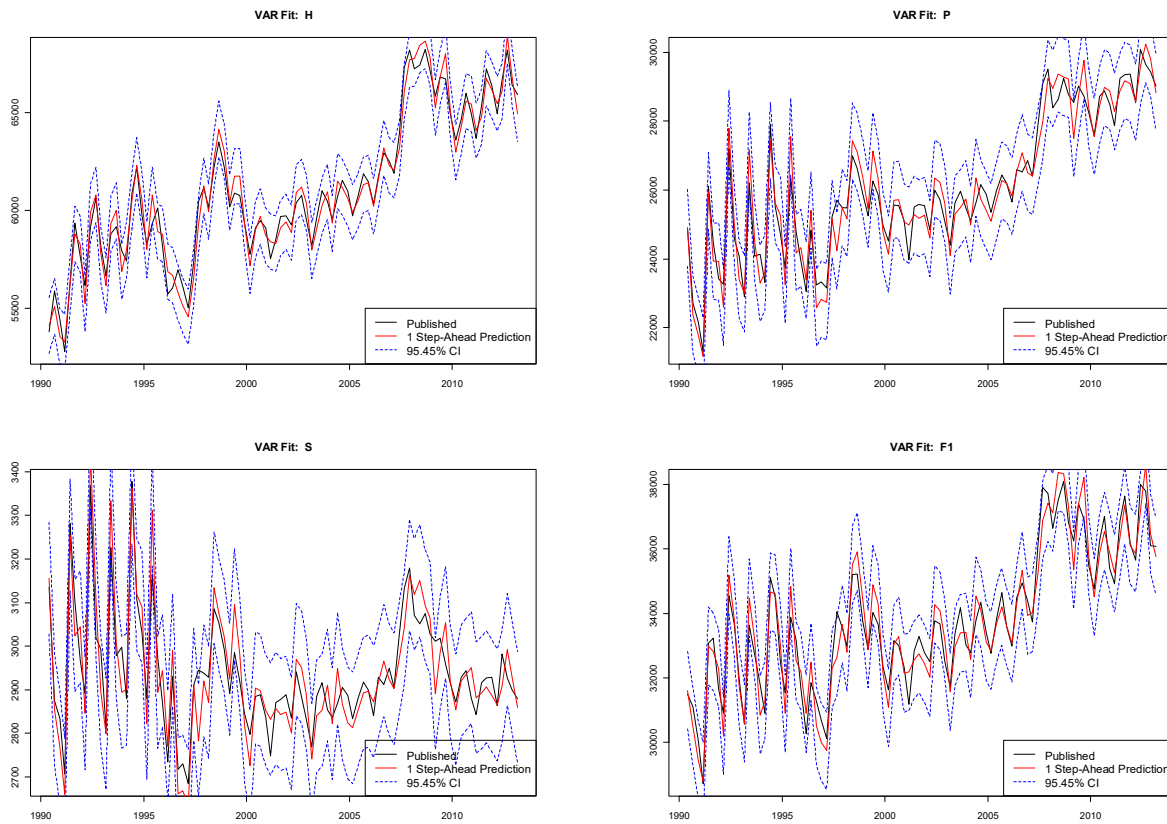 VAR Fit: H
65000
60000
55000
1990 1995 2000 2005 2010
Published
1 Step-Ahead Prediction
95.45% CI
VAR Fit: P
30000
28000
26000
24000
22000
1990 1995 2000 2005 2010
Published
1 Step-Ahead Prediction
95.45% CI
VAR Fit: S
3400
3300
3200
3100
3000
2900
2800
2700
1990 1995 2000 2005 2010
Published
1 Step-Ahead Prediction
95.45% CI
VAR Fit: F1
38000
36000
34000
32000
30000
1990 1995 2000 2005 2010
Published
1 Step-Ahead Prediction
95.45% CI